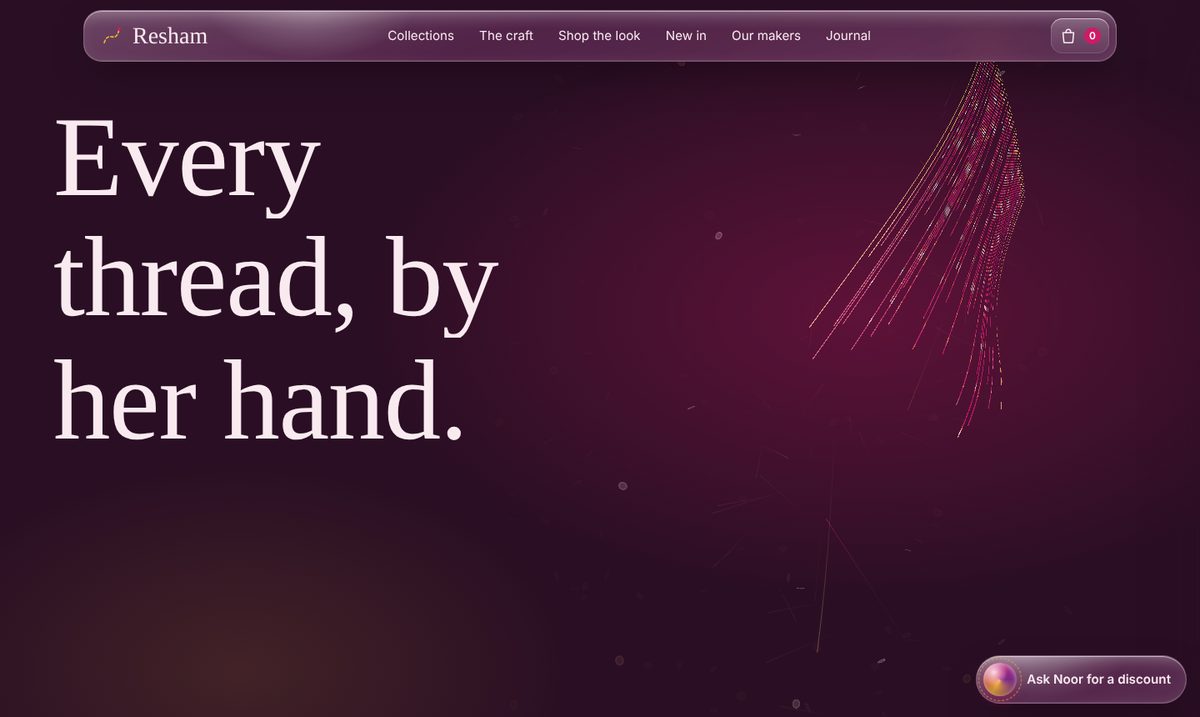 Resham
Collections
The craft
Shop the look
New in
Our makers
Journal
0
Every
thread, by
her hand.
Ask Noor for a discount